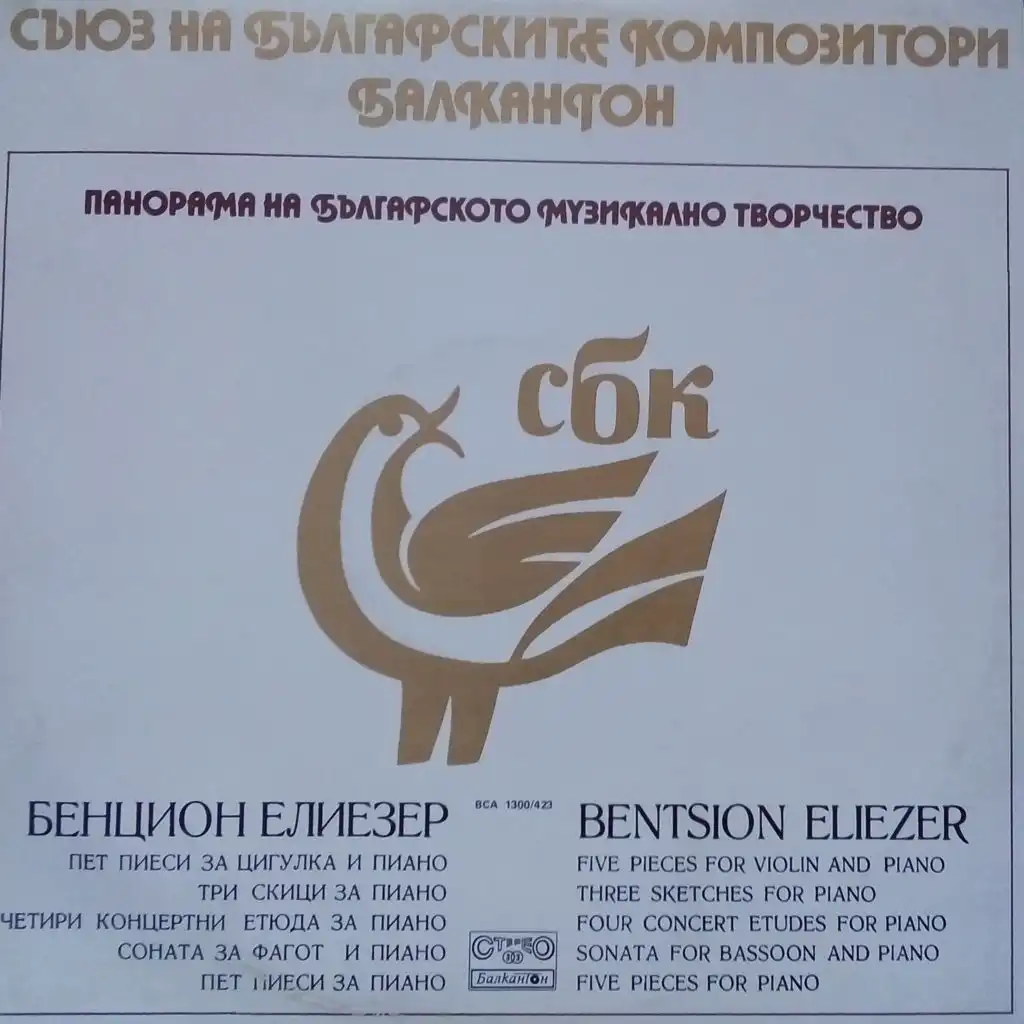 СЪЮЗ НА БЪЛГАРСКИТЕ КОМПОЗИТОРИ
БАЛКАНТОН
ПАНОРАМА НА БЪЛГАРСКОТО МУЗИКАЛНО ТВОРЧЕСТВО
сбк
ВСА 1300/423
БЕНЦИОН ЕЛИЕЗЕР
ПЕТ ПИЕСИ ЗА ЦИГУЛКА И ПИАНО
ТРИ СКИЦИ ЗА ПИАНО
ЧЕТИРИ КОНЦЕРТНИ ЕТЮДА ЗА ПИАНО
СОНАТА ЗА ФАГОТ И ПИАНО
ПЕТ ПИЕСИ ЗА ПИАНО
BENTSION ELIEZER
FIVE PIECES FOR VIOLIN AND PIANO
THREE SKETCHES FOR PIANO
FOUR CONCERT ETUDES FOR PIANO
SONATA FOR BASSOON AND PIANO
FIVE PIECES FOR PIANO
СТЕРЕО
33
Балкантон